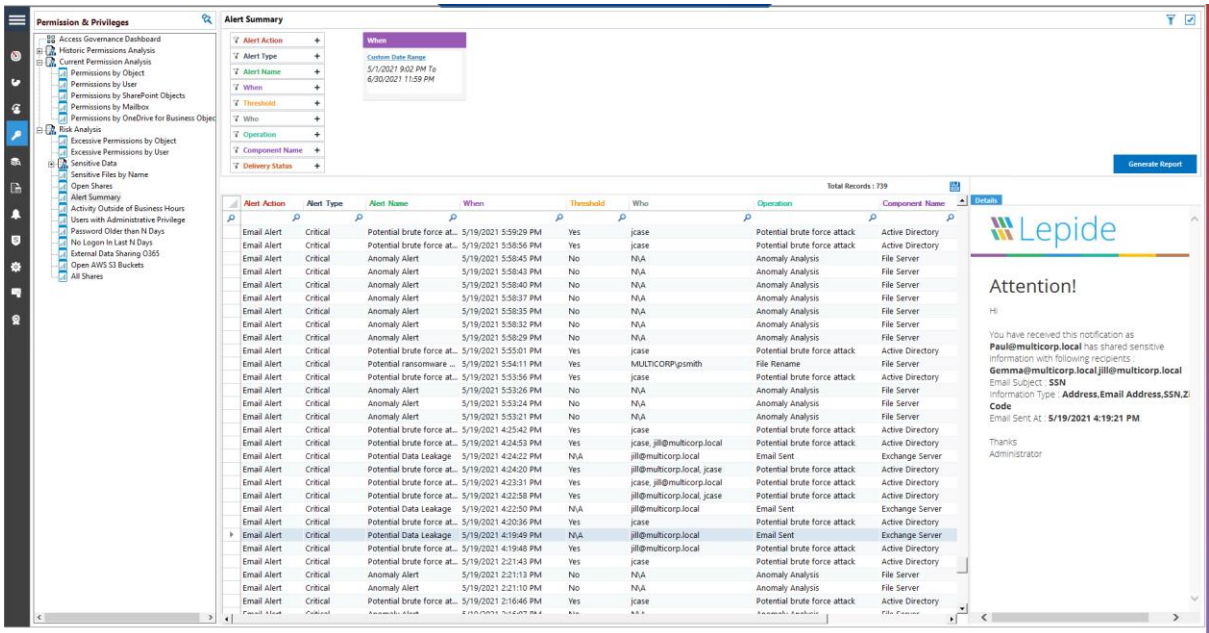 Permission & Privileges
Access Governance Dashboard
Historic Permissions Analysis
Current Permission Analysis
Permissions by Object
Permissions by User
Permissions by SharePoint Objects
Permissions by Mailbox
Permissions by OneDrive for Business Objec
Risk Analysis
Excessive Permissions by Object
Excessive Permissions by User
Sensitive Data
Sensitive Files by Name
Open Shares
Alert Summary
Activity Outside of Business Hours
Users with Administrative Privilege
Password Older than N Days
No Logon In Last N Days
External Data Sharing O365
Open AWS S3 Buckets
All Shares
Alert Summary
Alert Action +
Alert Type +
Alert Name +
When +
Threshold +
Who +
Operation +
Component Name +
Delivery Status +
When
Custom Date Range
5/1/2021 9:02 PM To
6/30/2021 11:59 PM
Generate Report
Total Records : 739
Alert Action Alert Type Alert Name When Threshold Who Operation Component Name
Email Alert Critical Potential brute force at... 5/19/2021 5:59:29 PM Yes jcase Potential brute force attack Active Directory
Email Alert Critical Potential brute force at... 5/19/2021 5:58:56 PM Yes jcase Potential brute force attack Active Directory
Email Alert Critical Anomaly Alert 5/19/2021 5:58:45 PM No N\A Anomaly Analysis File Server
Email Alert Critical Anomaly Alert 5/19/2021 5:58:43 PM No N\A Anomaly Analysis File Server
Email Alert Critical Anomaly Alert 5/19/2021 5:58:40 PM No N\A Anomaly Analysis File Server
Email Alert Critical Anomaly Alert 5/19/2021 5:58:37 PM No N\A Anomaly Analysis File Server
Email Alert Critical Anomaly Alert 5/19/2021 5:58:35 PM No N\A Anomaly Analysis File Server
Email Alert Critical Anomaly Alert 5/19/2021 5:58:32 PM No N\A Anomaly Analysis File Server
Email Alert Critical Anomaly Alert 5/19/2021 5:58:29 PM No N\A Anomaly Analysis File Server
Email Alert Critical Potential brute force at... 5/19/2021 5:55:01 PM Yes jcase Potential brute force attack Active Directory
Email Alert Critical Potential ransomware ... 5/19/2021 5:54:11 PM Yes MULTICORP\psmith File Rename File Server
Email Alert Critical Potential brute force at... 5/19/2021 5:53:56 PM Yes jcase Potential brute force attack Active Directory
Email Alert Critical Anomaly Alert 5/19/2021 5:53:26 PM No N\A Anomaly Analysis File Server
Email Alert Critical Anomaly Alert 5/19/2021 5:53:24 PM No N\A Anomaly Analysis File Server
Email Alert Critical Anomaly Alert 5/19/2021 5:53:21 PM No N\A Anomaly Analysis File Server
Email Alert Critical Potential brute force at... 5/19/2021 4:25:42 PM Yes jcase Potential brute force attack Active Directory
Email Alert Critical Potential brute force at... 5/19/2021 4:24:53 PM Yes jcase, jill@multicorp.local Potential brute force attack Active Directory
Email Alert Critical Potential Data Leakage 5/19/2021 4:24:22 PM N\A jill@multicorp.local Email Sent Exchange Server
Email Alert Critical Potential brute force at... 5/19/2021 4:24:20 PM Yes jill@multicorp.local, jcase Potential brute force attack Active Directory
Email Alert Critical Potential brute force at... 5/19/2021 4:23:31 PM Yes jcase, jill@multicorp.local Potential brute force attack Active Directory
Email Alert Critical Potential brute force at... 5/19/2021 4:22:58 PM Yes jill@multicorp.local, jcase Potential brute force attack Active Directory
Email Alert Critical Potential Data Leakage 5/19/2021 4:22:50 PM N\A jill@multicorp.local Email Sent Exchange Server
Email Alert Critical Potential brute force at... 5/19/2021 4:20:36 PM Yes jcase Potential brute force attack Active Directory
Email Alert Critical Potential Data Leakage 5/19/2021 4:19:49 PM N\A jill@multicorp.local Email Sent Exchange Server
Email Alert Critical Potential brute force at... 5/19/2021 4:19:48 PM Yes jill@multicorp.local Potential brute force attack Active Directory
Email Alert Critical Potential brute force at... 5/19/2021 2:21:43 PM Yes jcase Potential brute force attack Active Directory
Email Alert Critical Anomaly Alert 5/19/2021 2:21:13 PM No N\A Anomaly Analysis File Server
Email Alert Critical Anomaly Alert 5/19/2021 2:21:10 PM No N\A Anomaly Analysis File Server
Email Alert Critical Potential brute force at... 5/19/2021 2:16:46 PM Yes jcase Potential brute force attack Active Directory
Details
Lepide
Attention!
Hi
You have received this notification as
Paul@multicorp.local has shared sensitive
information with following recipients :
Gemma@multicorp.local,jill@multicorp.local
Email Subject : SSN
Information Type : Address,Email Address,SSN,Zi
Code
Email Sent At : 5/19/2021 4:19:21 PM
Thanks
Administrator